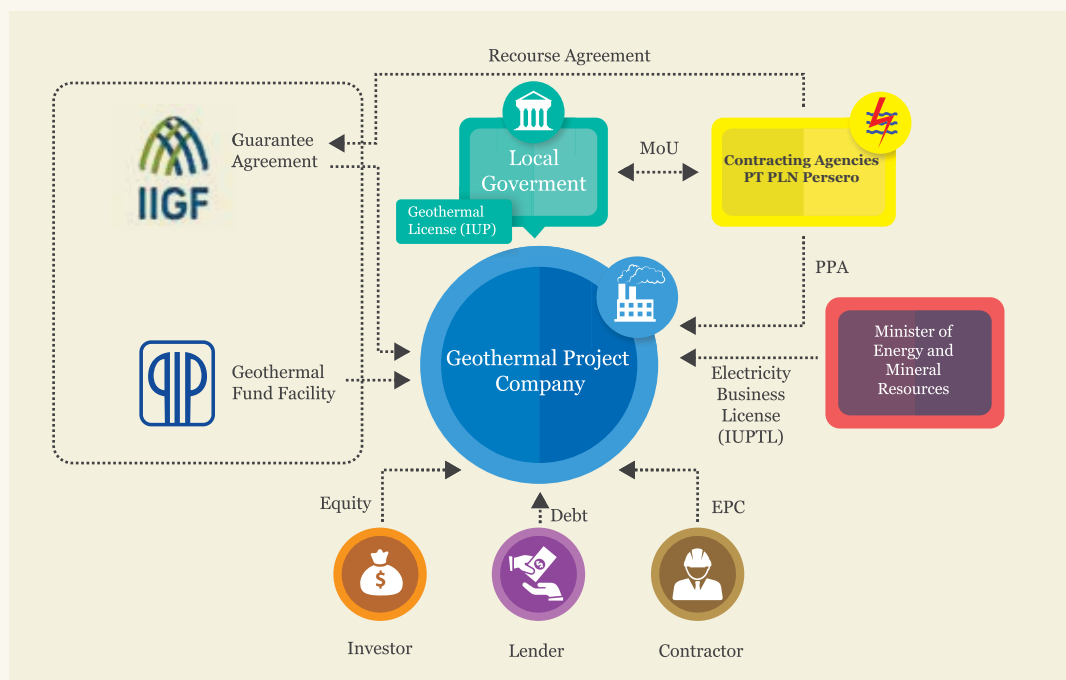 Recourse Agreement
IIGF
Guarantee
Agreement
Local
Goverment
MoU
Contracting Agencies
PT PLN Persero
Geothermal
License (IUP)
PPA
Geothermal Project
Company
Minister of
Energy and
Mineral
Resources
Geothermal
Fund Facility
Electricity
Business
License
(IUPTL)
Equity
Debt
EPC
$
Investor
Lender
Contractor